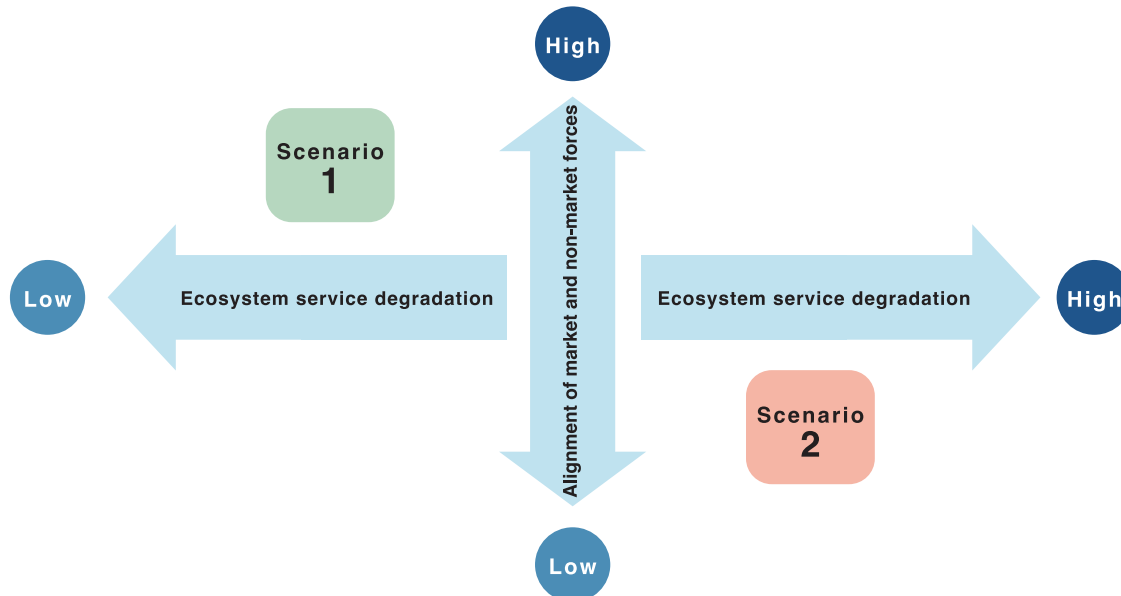 High
Scenario
1
Alignment of market and non-market forces
Low
Ecosystem service degradation
Ecosystem service degradation
High
Scenario
2
Low